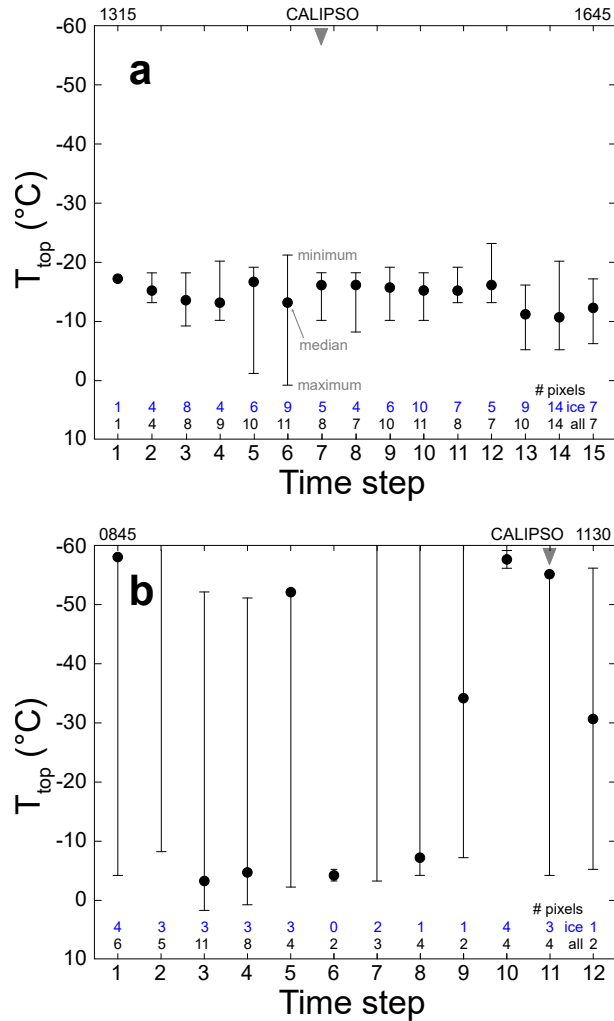 1315 CALIPSO 1645
a
-60
-50
-40
-30
-20
-10
0
10
T_top (°C)
minimum
median
maximum
# pixels
1 4 8 4 6 9 5 4 6 10 7 5 9 14 ice 7
1 4 8 9 10 11 8 7 10 11 8 7 10 14 all 7
1 2 3 4 5 6 7 8 9 10 11 12 13 14 15
Time step
0845 CALIPSO 1130
b
-60
-50
-40
-30
-20
-10
0
10
T_top (°C)
# pixels
4 3 3 3 3 0 2 1 1 4 3 ice 1
6 5 11 8 4 2 3 4 2 4 4 all 2
1 2 3 4 5 6 7 8 9 10 11 12
Time step